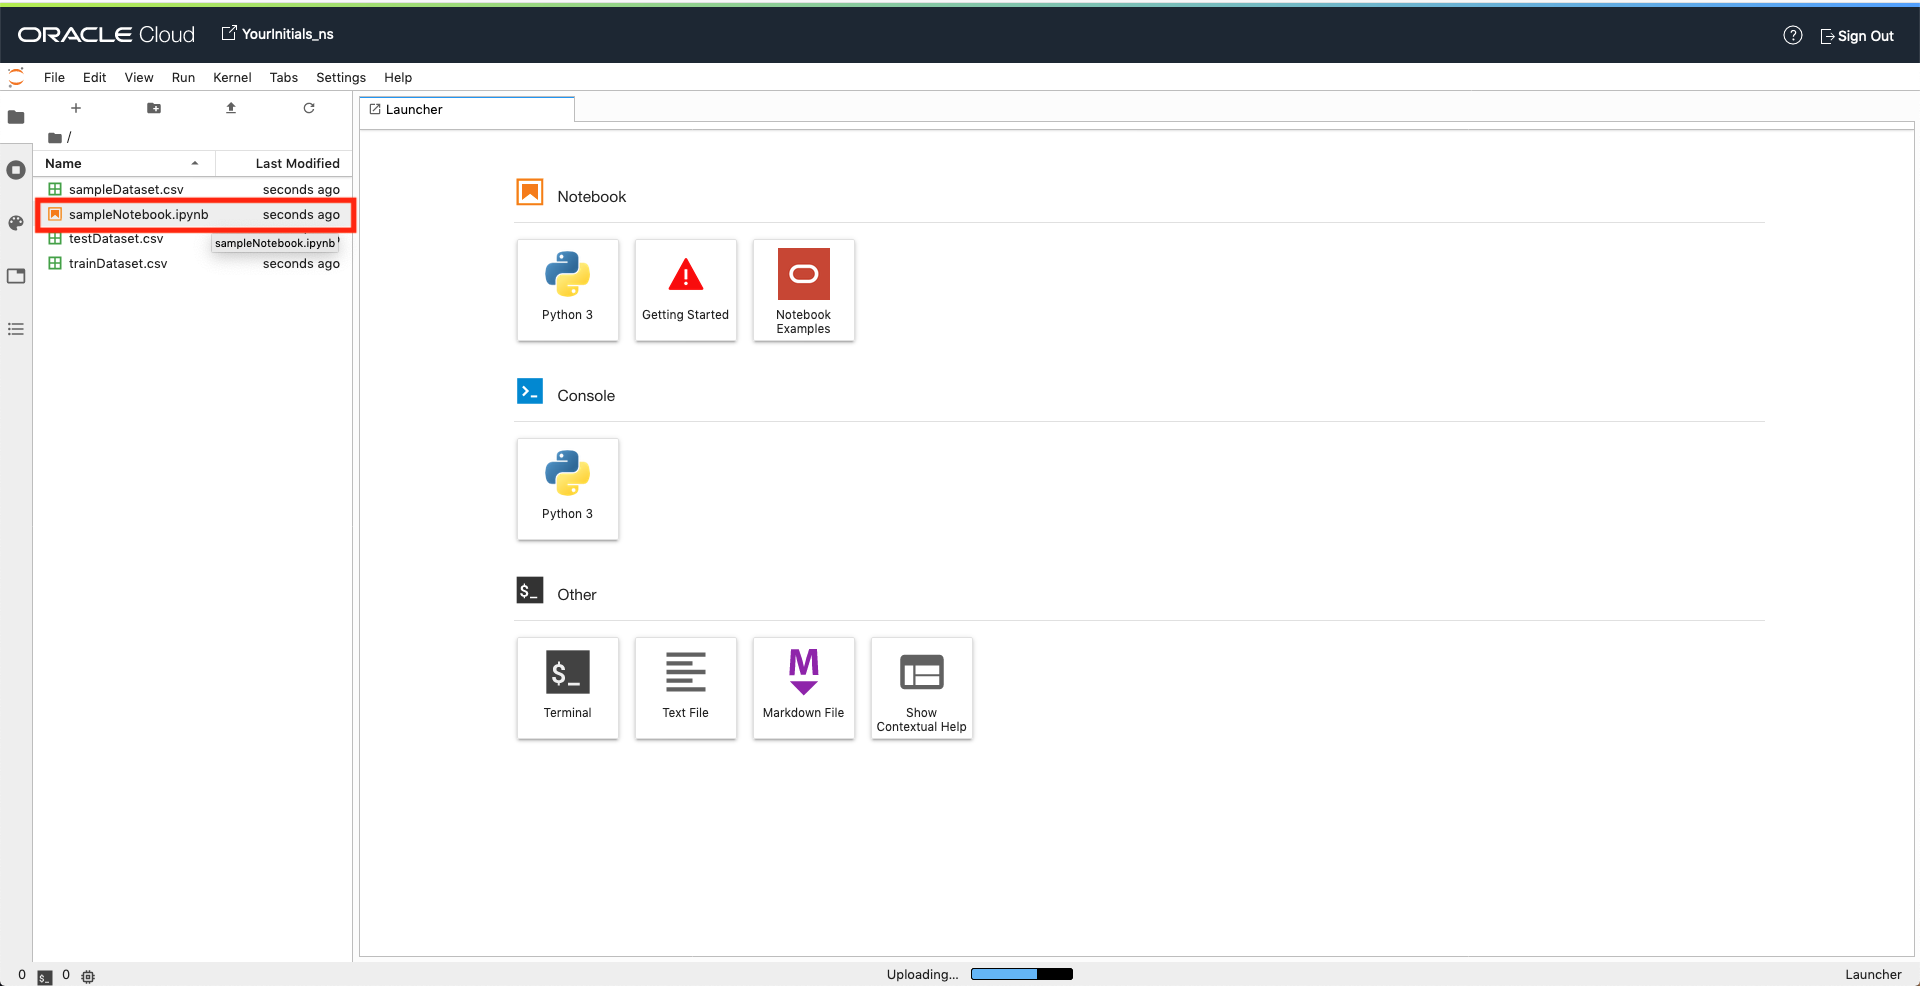 ORACLE Cloud YourInitials_ns ? Sign Out
File Edit View Run Kernel Tabs Settings Help
/
Name Last Modified
sampleDataset.csv seconds ago
sampleNotebook.ipynb seconds ago
testDataset.csv
sampleNotebook.ipynb
trainDataset.csv seconds ago
Launcher
Notebook
Python 3
Getting Started
Notebook
Examples
Console
Python 3
$_ Other
$_
Terminal
Text File
M
Markdown File
Show
Contextual Help
0 $_ 0 Uploading... Launcher